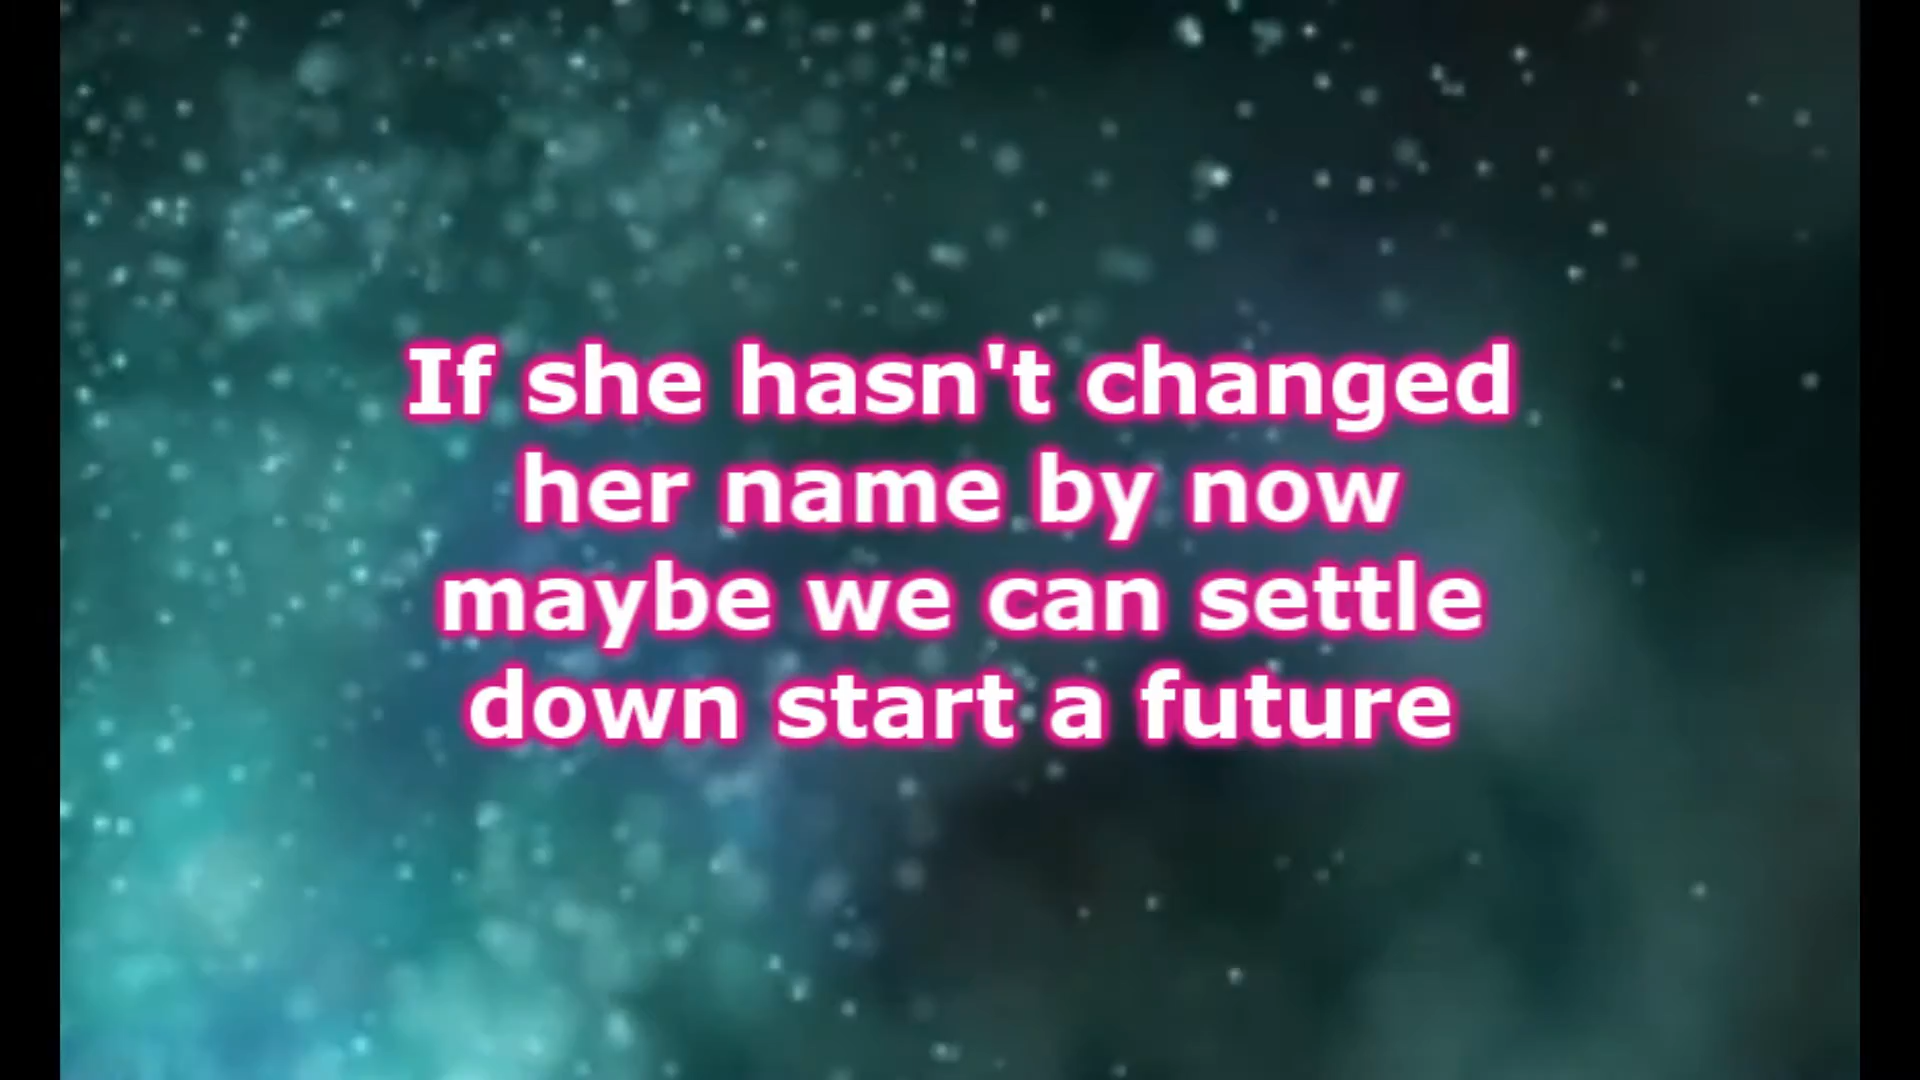 If she hasn't changed
her name by now
maybe we can settle
down start a future